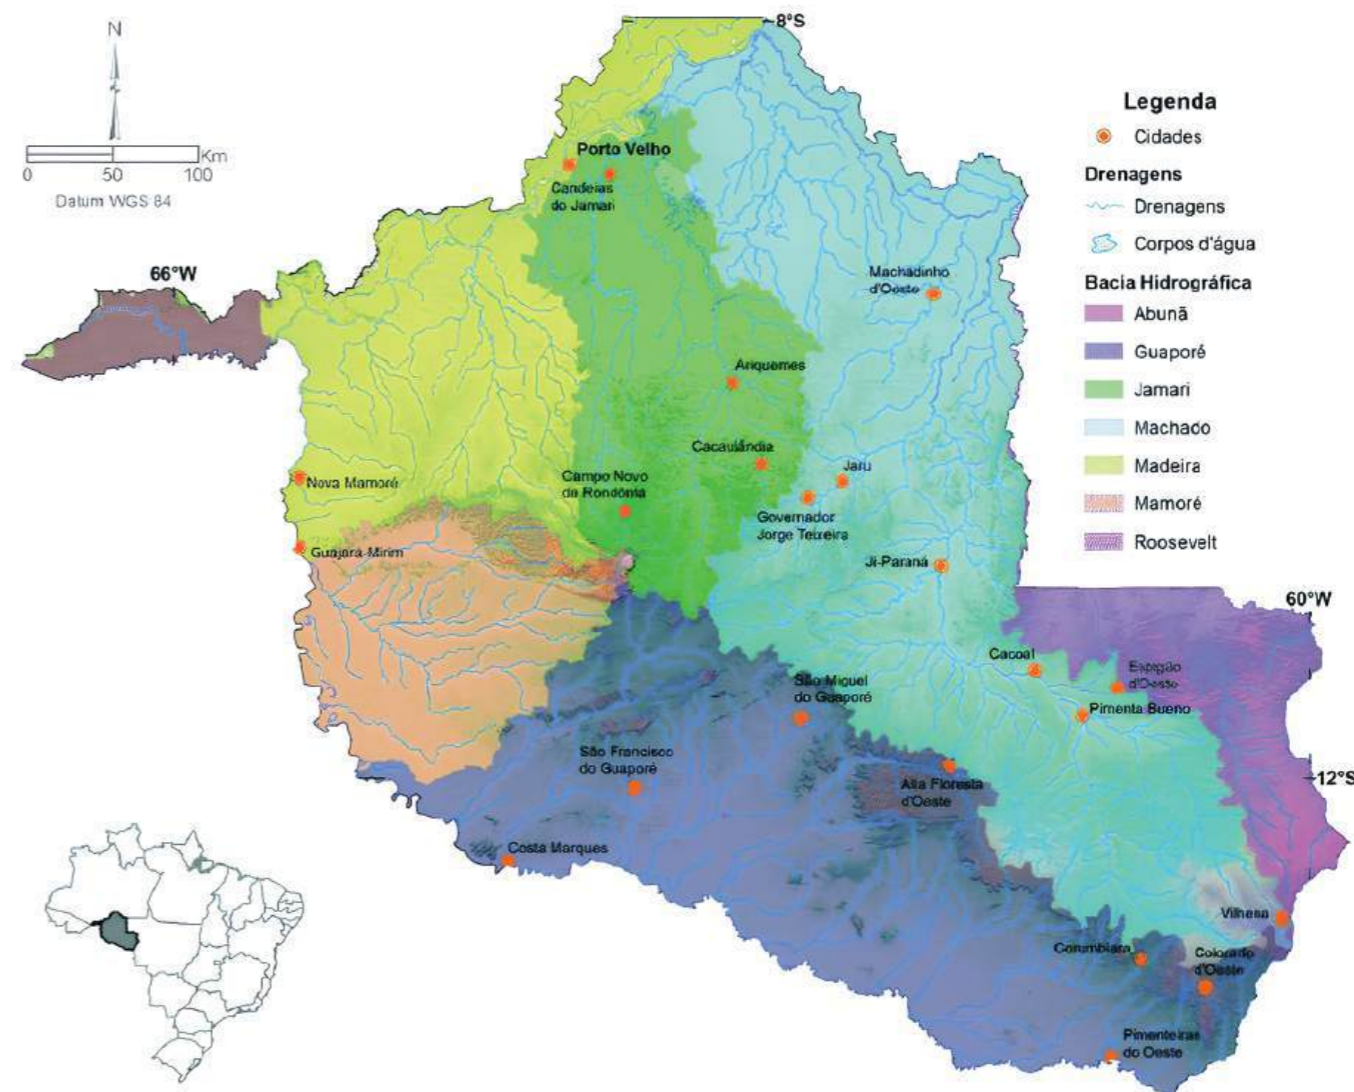 N
Km
0 50 100
Datum WGS 84
8°S
66°W
60°W
12°S
Porto Velho
Candeias
do Jamari
Machadinho
d'Oeste
Ariquemes
Cacaulândia
Jaru
Campo Novo
de Rondônia
Governador
Jorge Teixeira
Nova Mamoré
Guajará-Mirim
Ji-Paraná
Cacoal
Espigão
d'Oeste
Pimenta Bueno
São Miguel
do Guaporé
São Francisco
do Guaporé
Alta Floresta
d'Oeste
Costa Marques
Vilhena
Corumbiara
Colorado
d'Oeste
Pimenteiras
do Oeste
Legenda
Cidades
Drenagens
Drenagens
Corpos d'água
Bacia Hidrográfica
Abunã
Guaporé
Jamari
Machado
Madeira
Mamoré
Roosevelt